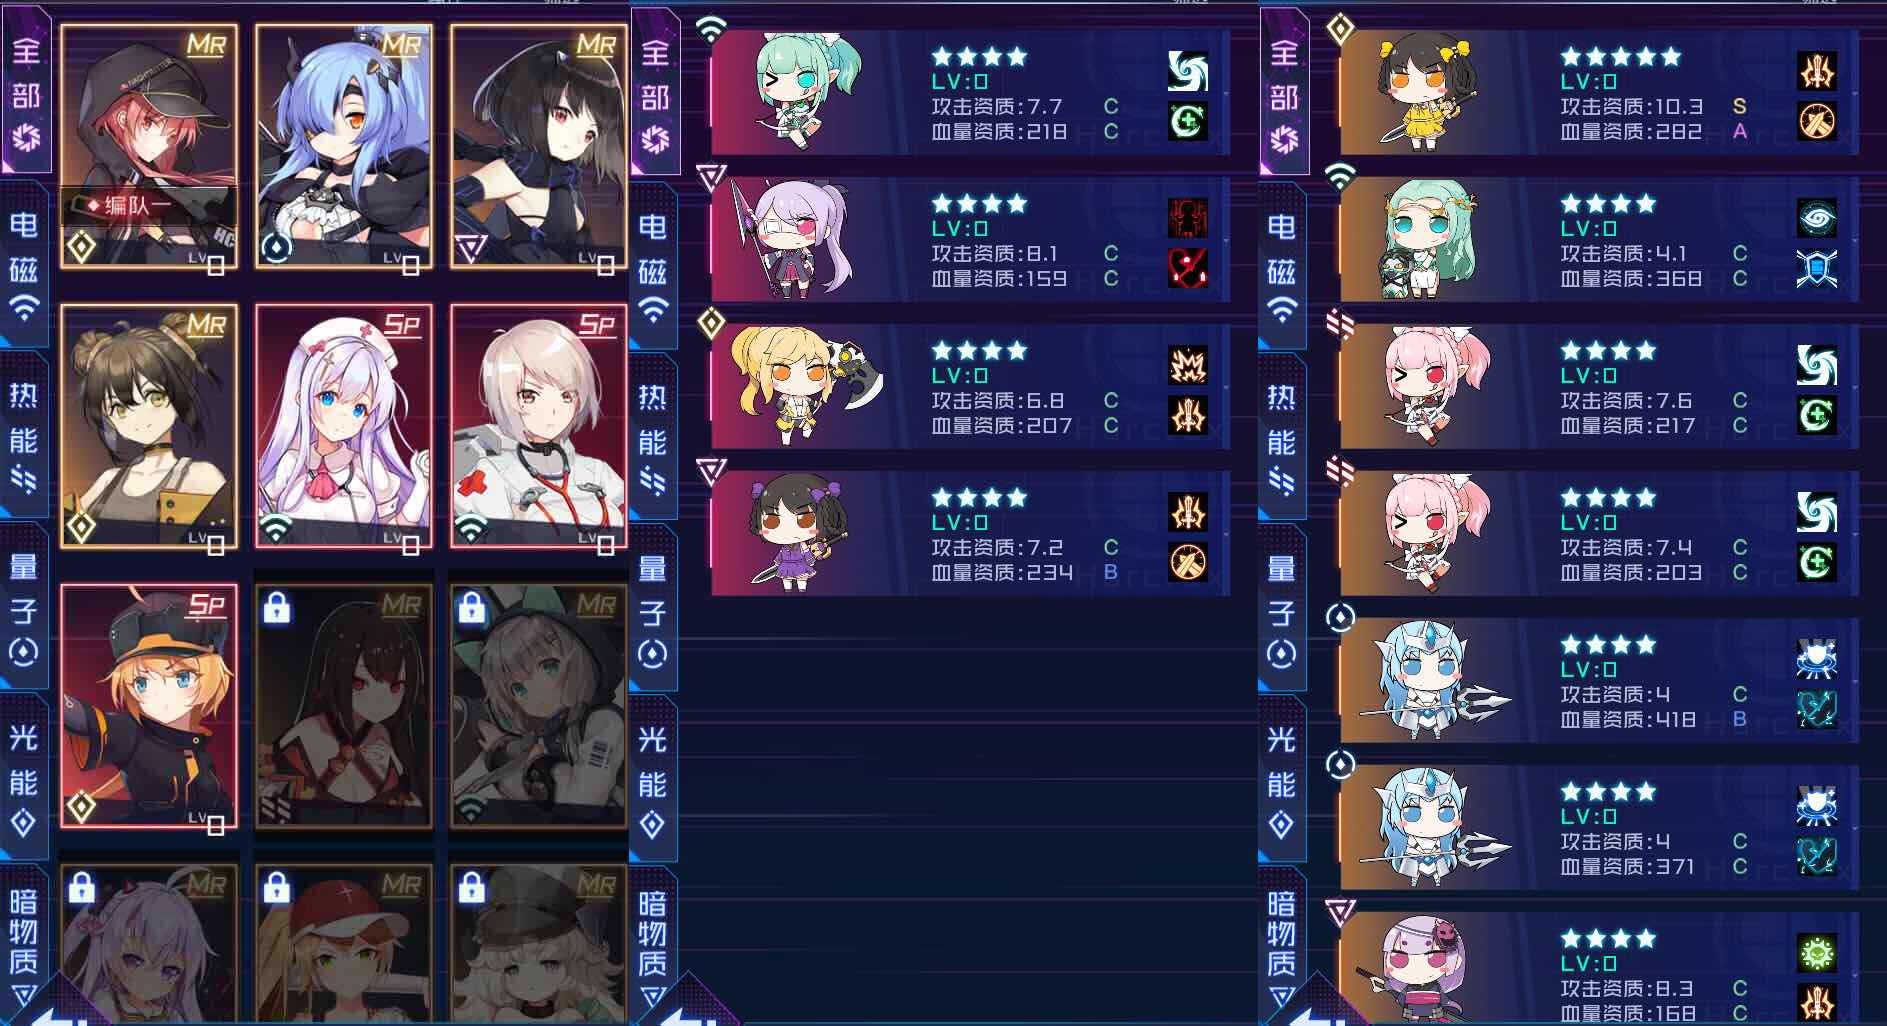 全部
电磁
热能
量子
光能
暗物质
MR
编队一
HC
LV
MR
LV
MR
LV
MR
LV
SP
LV
SP
LV
SP
LV
MR
MR
MR
MR
MR
全部
电磁
热能
量子
光能
暗物质
LV:0
攻击资质:7.7 C
血量资质:218 C
LV:0
攻击资质:8.1 C
血量资质:159 C
LV:0
攻击资质:6.8 C
血量资质:207 C
LV:0
攻击资质:7.2 C
血量资质:234 B
全部
电磁
热能
量子
光能
暗物质
LV:0
攻击资质:10.3 S
血量资质:282 A
LV:0
攻击资质:4.1 C
血量资质:368 C
LV:0
攻击资质:7.6 C
血量资质:217 C
LV:0
攻击资质:7.4 C
血量资质:203 C
LV:0
攻击资质:4 C
血量资质:418 B
LV:0
攻击资质:4 C
血量资质:371 C
LV:0
攻击资质:8.3 C
血量资质:168 C